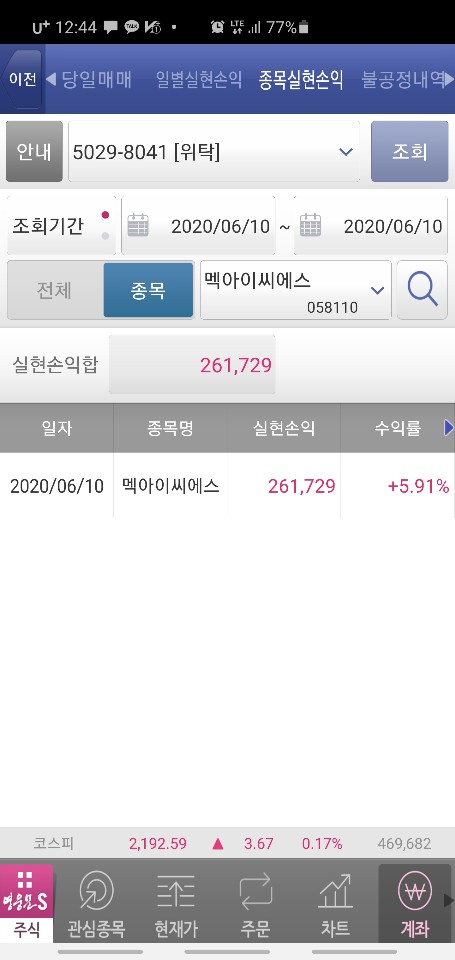 U+ 12:44 TALK LTE 77%
이전 당일매매 일별실현손익 종목실현손익 불공정내역
안내 5029-8041 [위탁] 조회
조회기간 2020/06/10 ~ 2020/06/10
전체 종목 멕아이씨에스
058110
실현손익합 261,729
일자 종목명 실현손익 수익률
2020/06/10 멕아이씨에스 261,729 +5.91%
코스피 2,192.59 ▲ 3.67 0.17% 469,682
영웅문S
주식 관심종목 현재가 주문 차트 계좌